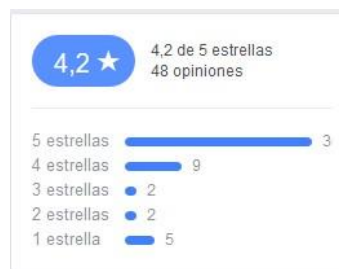 4,2 ★
4,2 de 5 estrellas
48 opiniones
5 estrellas 3
4 estrellas 9
3 estrellas 2
2 estrellas 2
1 estrella 5